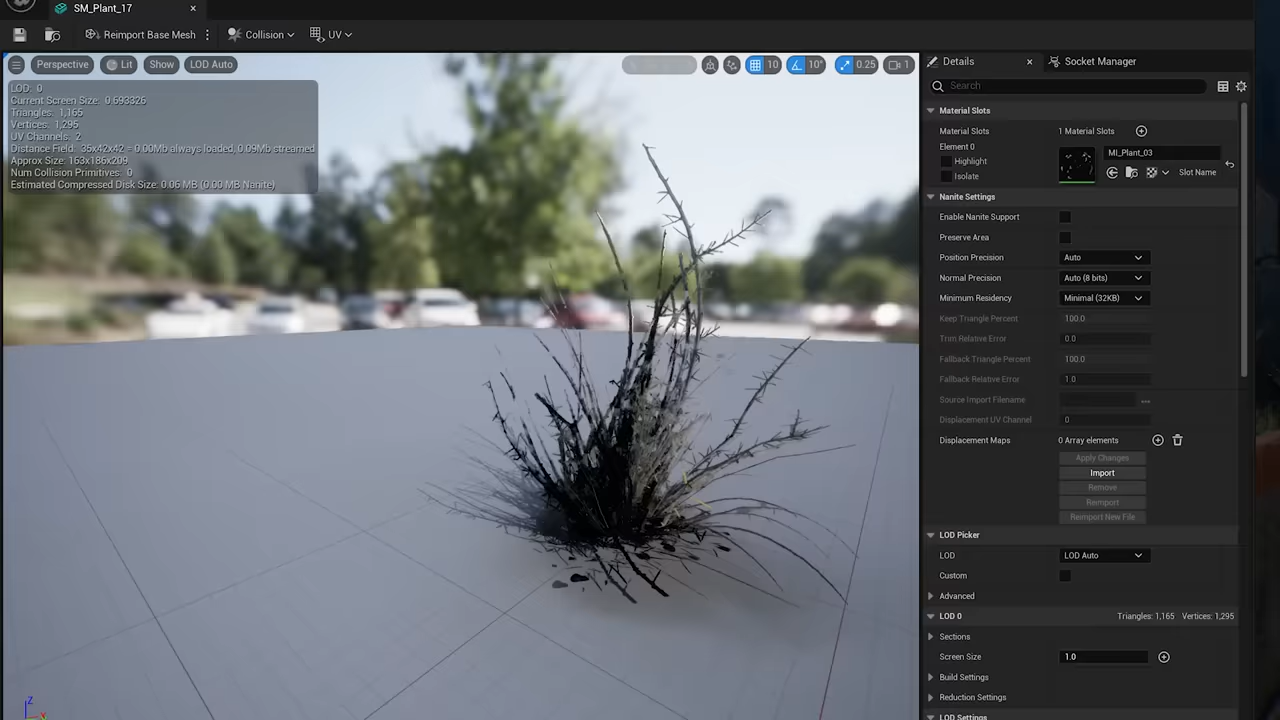 SM_Plant_17
Reimport Base Mesh
Collision
UV
Perspective
Lit
Show
LOD Auto
10
10°
0.25
1
LOD: 0
Current Screen Size: 0.693326
Triangles: 1,165
Vertices: 1,295
UV Channels: 2
Distance Field: 35x42x42 = 0.00Mb always loaded, 0.09Mb streamed
Approx Size: 163x186x209
Num Collision Primitives: 0
Estimated Compressed Disk Size: 0.06 MB (0.00 MB Nanite)
Z
Details
Socket Manager
Search
Material Slots
Material Slots 1 Material Slots
Element 0
Highlight
Isolate
MI_Plant_03
Slot Name
Nanite Settings
Enable Nanite Support
Preserve Area
Position Precision Auto
Normal Precision Auto (8 bits)
Minimum Residency Minimal (32KB)
Keep Triangle Percent 100.0
Trim Relative Error 0.0
Fallback Triangle Percent 100.0
Fallback Relative Error 1.0
Source Import Filename ...
Displacement UV Channel 0
Displacement Maps 0 Array elements
Apply Changes
Import
Remove
Reimport
Reimport New File
LOD Picker
LOD LOD Auto
Custom
Advanced
LOD 0 Triangles: 1,165 Vertices: 1,295
Sections
Screen Size 1.0
Build Settings
Reduction Settings
LOD Settings